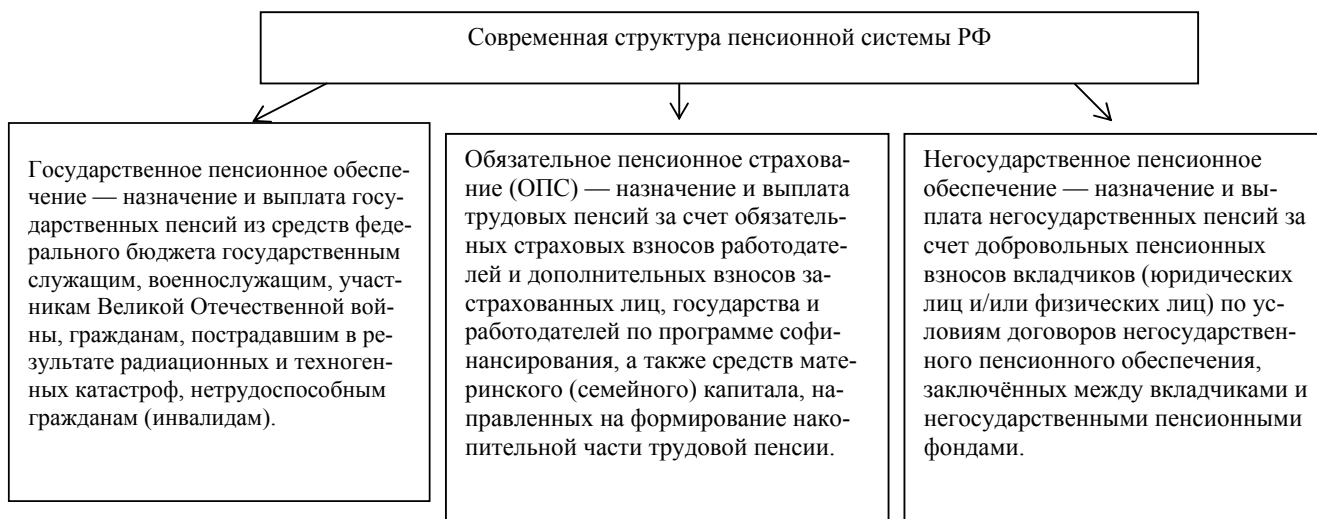 Современная структура пенсионной системы РФ
Государственное пенсионное обеспе-
чение — назначение и выплата госу-
дарственных пенсий из средств феде-
рального бюджета государственным
служащим, военнослужащим, участ-
никам Великой Отечественной вой-
ны, гражданам, пострадавшим в ре-
зультате радиационных и техноген-
ных катастроф, нетрудоспособным
гражданам (инвалидам).
Обязательное пенсионное страхова-
ние (ОПС) — назначение и выплата
трудовых пенсий за счет обязатель-
ных страховых взносов работодате-
лей и дополнительных взносов за-
страхованных лиц, государства и
работодателей по программе софи-
нансирования, а также средств мате-
ринского (семейного) капитала, на-
правленных на формирование нако-
пительной части трудовой пенсии.
Негосударственное пенсионное
обеспечение — назначение и вы-
плата негосударственных пенсий за
счет добровольных пенсионных
взносов вкладчиков (юридических
лиц и/или физических лиц) по ус-
ловиям договоров негосударствен-
ного пенсионного обеспечения,
заключённых между вкладчиками и
негосударственными пенсионными
фондами.